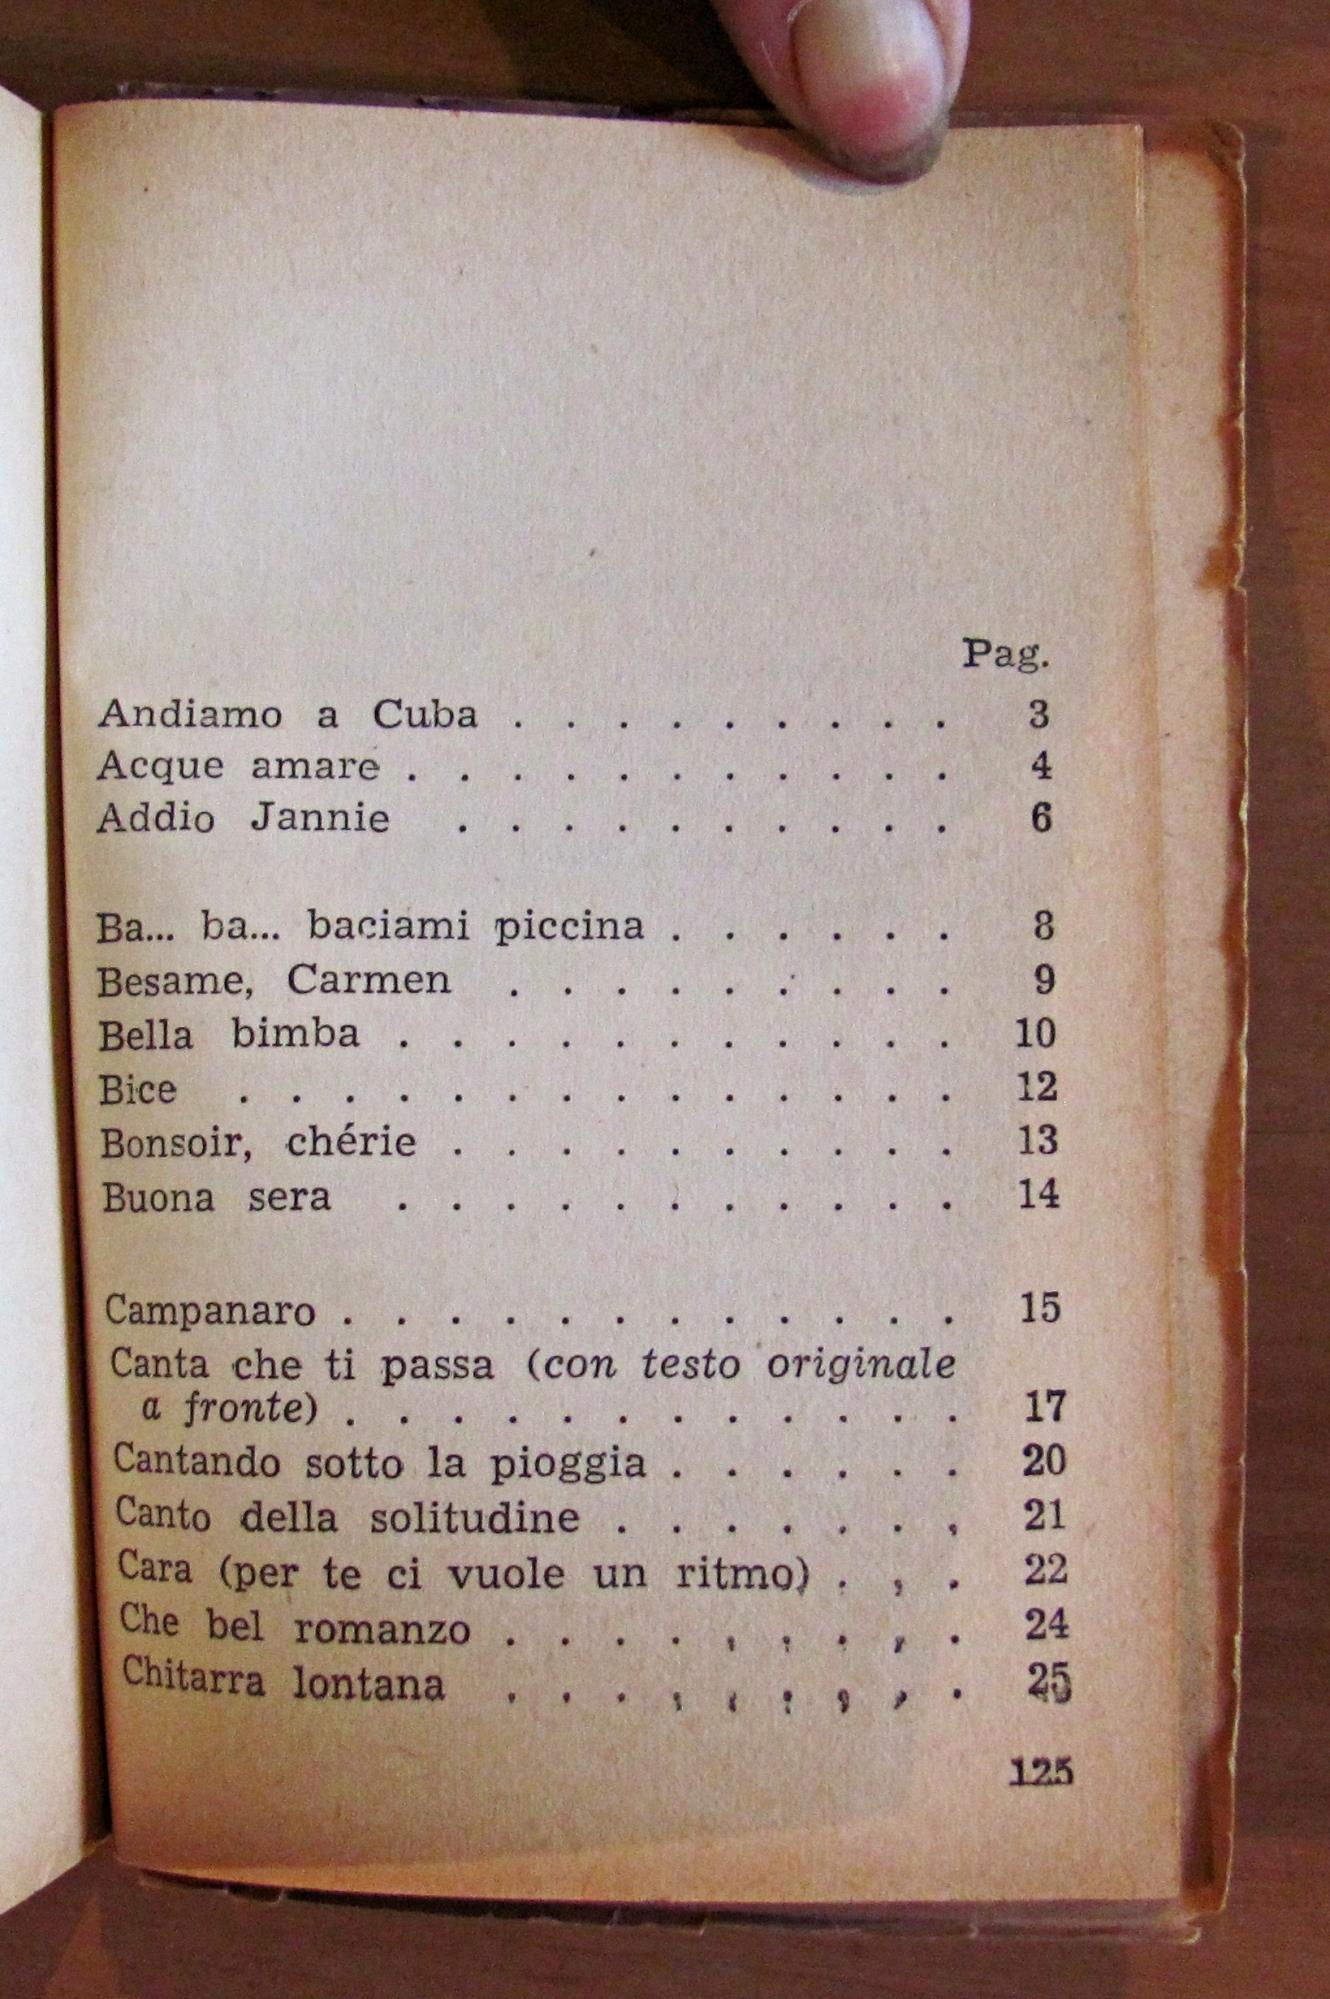 Pag.
Andiamo a Cuba . . . . . . . . . 3
Acque amare . . . . . . . . . . . 4
Addio Jannie . . . . . . . . . . 6
Ba... ba... baciami piccina . . . . . . 8
Besame, Carmen . . . . . . . . . 9
Bella bimba . . . . . . . . . . . 10
Bice . . . . . . . . . . . . . . 12
Bonsoir, chérie . . . . . . . . . . 13
Buona sera . . . . . . . . . . . 14
Campanaro . . . . . . . . . . . . 15
Canta che ti passa (con testo originale
a fronte) . . . . . . . . . . . . 17
Cantando sotto la pioggia . . . . . . 20
Canto della solitudine . . . . . . . 21
Cara (per te ci vuole un ritmo) . . . 22
Che bel romanzo . . . . . . . . . 24
Chitarra lontana . . . . . . . . . 25
125